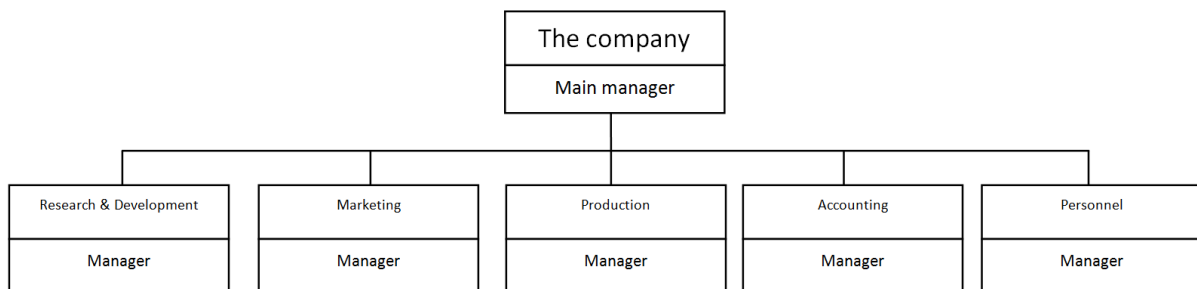 The company
Main manager
Research & Development
Marketing
Production
Accounting
Personnel
Manager
Manager
Manager
Manager
Manager